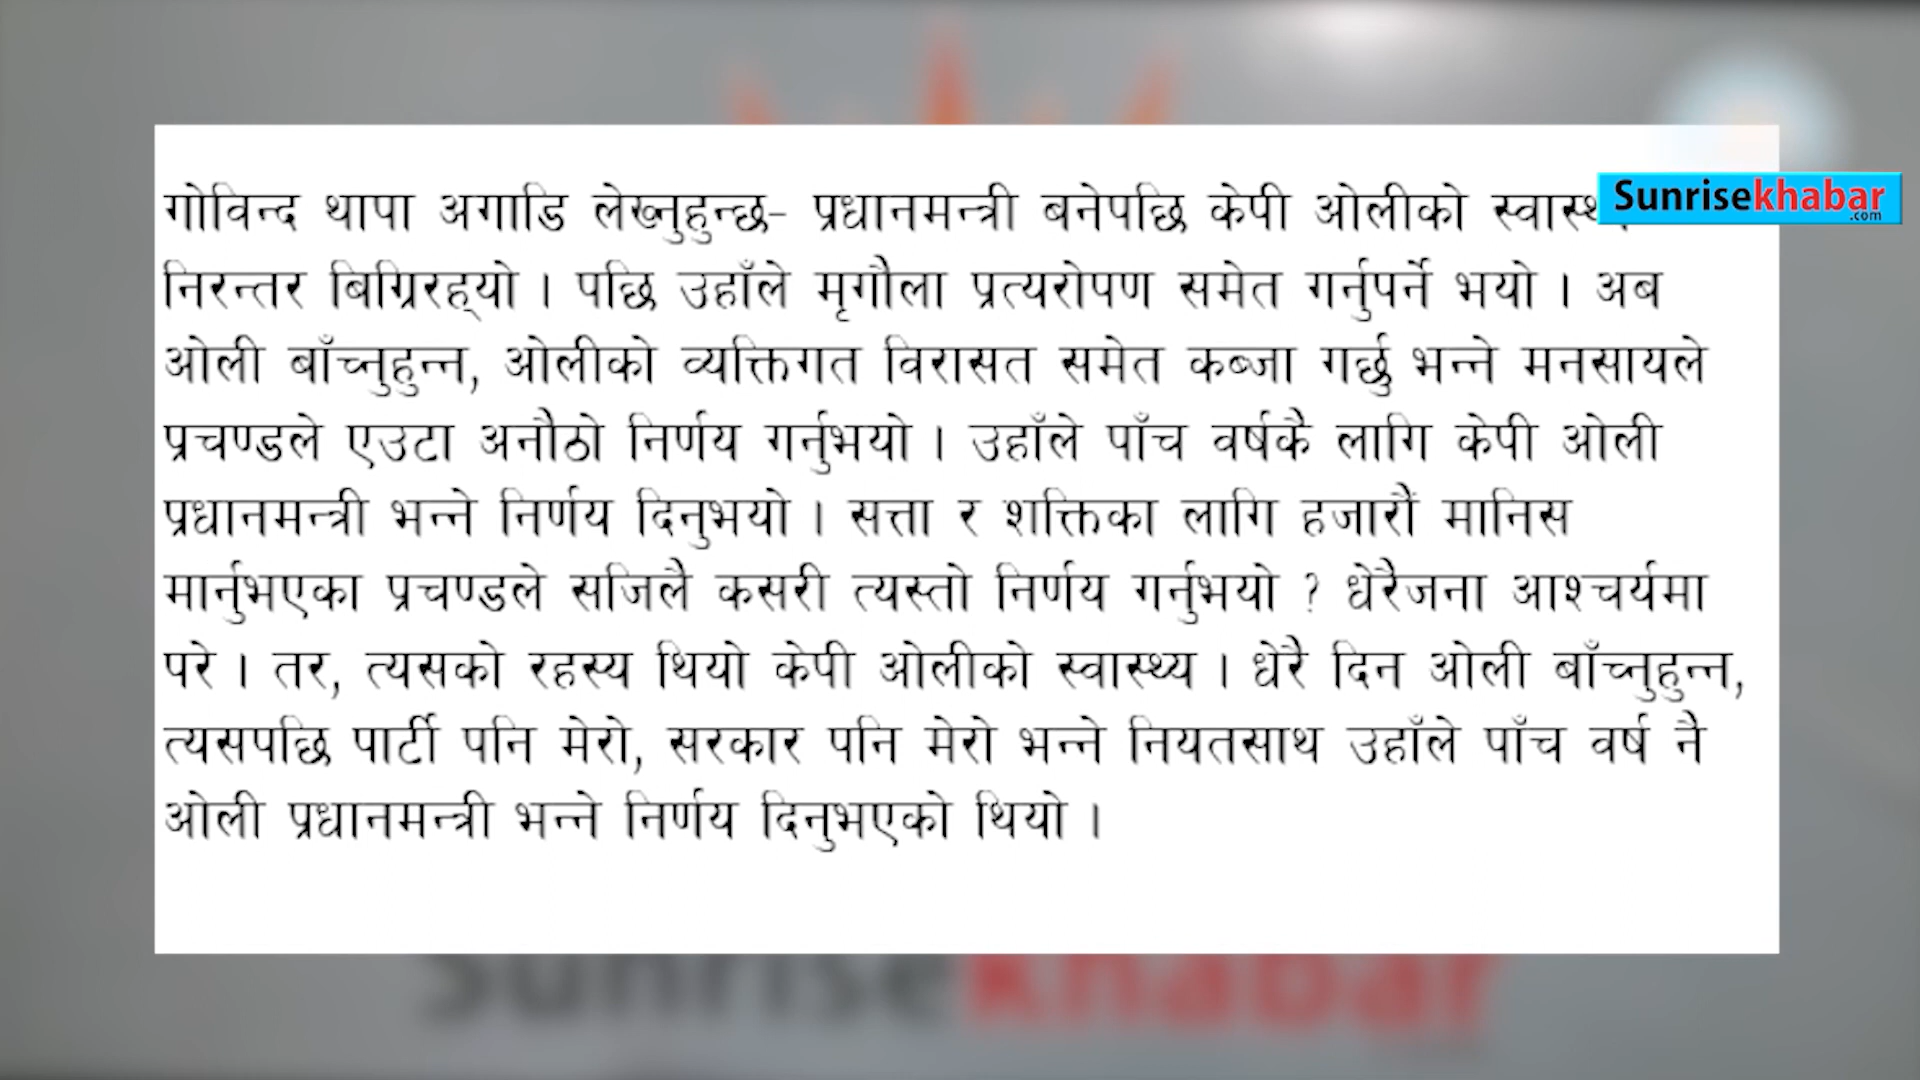 गोविन्द थापा अगाडि लेख्नुहुन्छ- प्रधानमन्त्री बनेपछि केपी ओलीको
Sunrisekhabar
.com
निरन्तर बिग्रिरह्यो । पछि उहाँले मृगौला प्रत्यरोपण समेत गर्नुपर्ने भयो । अब
ओली बाँच्नुहुन्न, ओलीको व्यक्तिगत विरासत समेत कब्जा गर्छु भन्ने मनसायले
प्रचण्डले एउटा अनौठो निर्णय गर्नुभयो । उहाँले पाँच वर्षकै लागि केपी ओली
प्रधानमन्त्री भन्ने निर्णय दिनुभयो । सत्ता र शक्तिका लागि हजारौं मानिस
मार्नुभएका प्रचण्डले सजिलै कसरी त्यस्तो निर्णय गर्नुभयो ? धेरैजना आश्चर्यमा
परे । तर, त्यसको रहस्य थियो केपी ओलीको स्वास्थ्य । धेरै दिन ओली बाँच्नुहुन्न,
त्यसपछि पार्टी पनि मेरो, सरकार पनि मेरो भन्ने नियतसाथ उहाँले पाँच वर्ष नै
ओली प्रधानमन्त्री भन्ने निर्णय दिनुभएको थियो ।
Sunrisekhabar